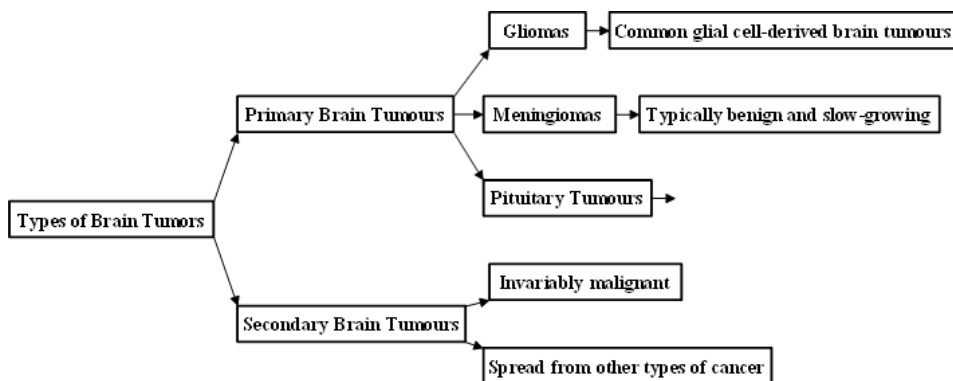 Gliomas
Common glial cell-derived brain tumours
Primary Brain Tumours
Meningiomas
Typically benign and slow-growing
Pituitary Tumours
Types of Brain Tumors
Invariably malignant
Secondary Brain Tumours
Spread from other types of cancer